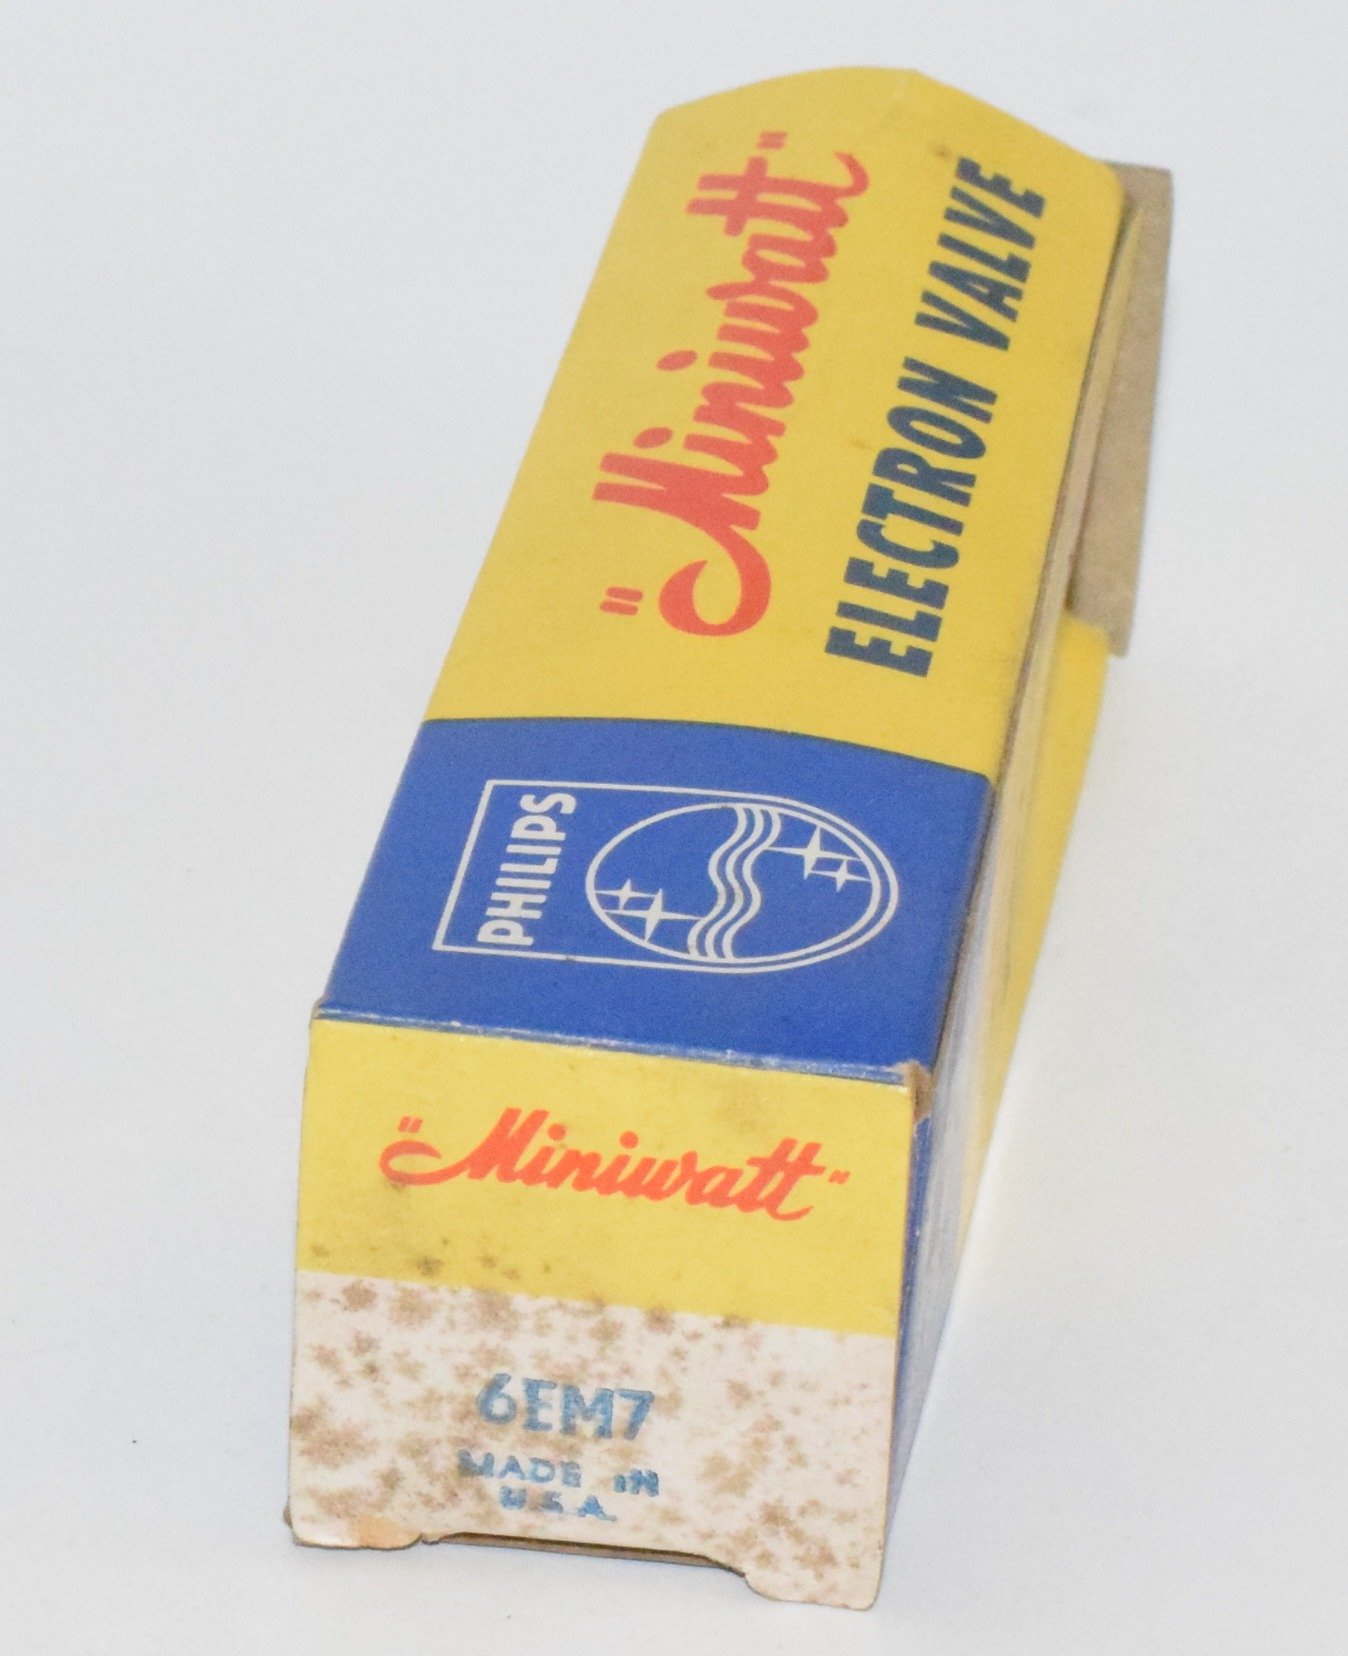 "Miniwatt"
ELECTRON VALVE
PHILIPS
"Miniwatt"
6EM7
MADE IN
U.S.A.